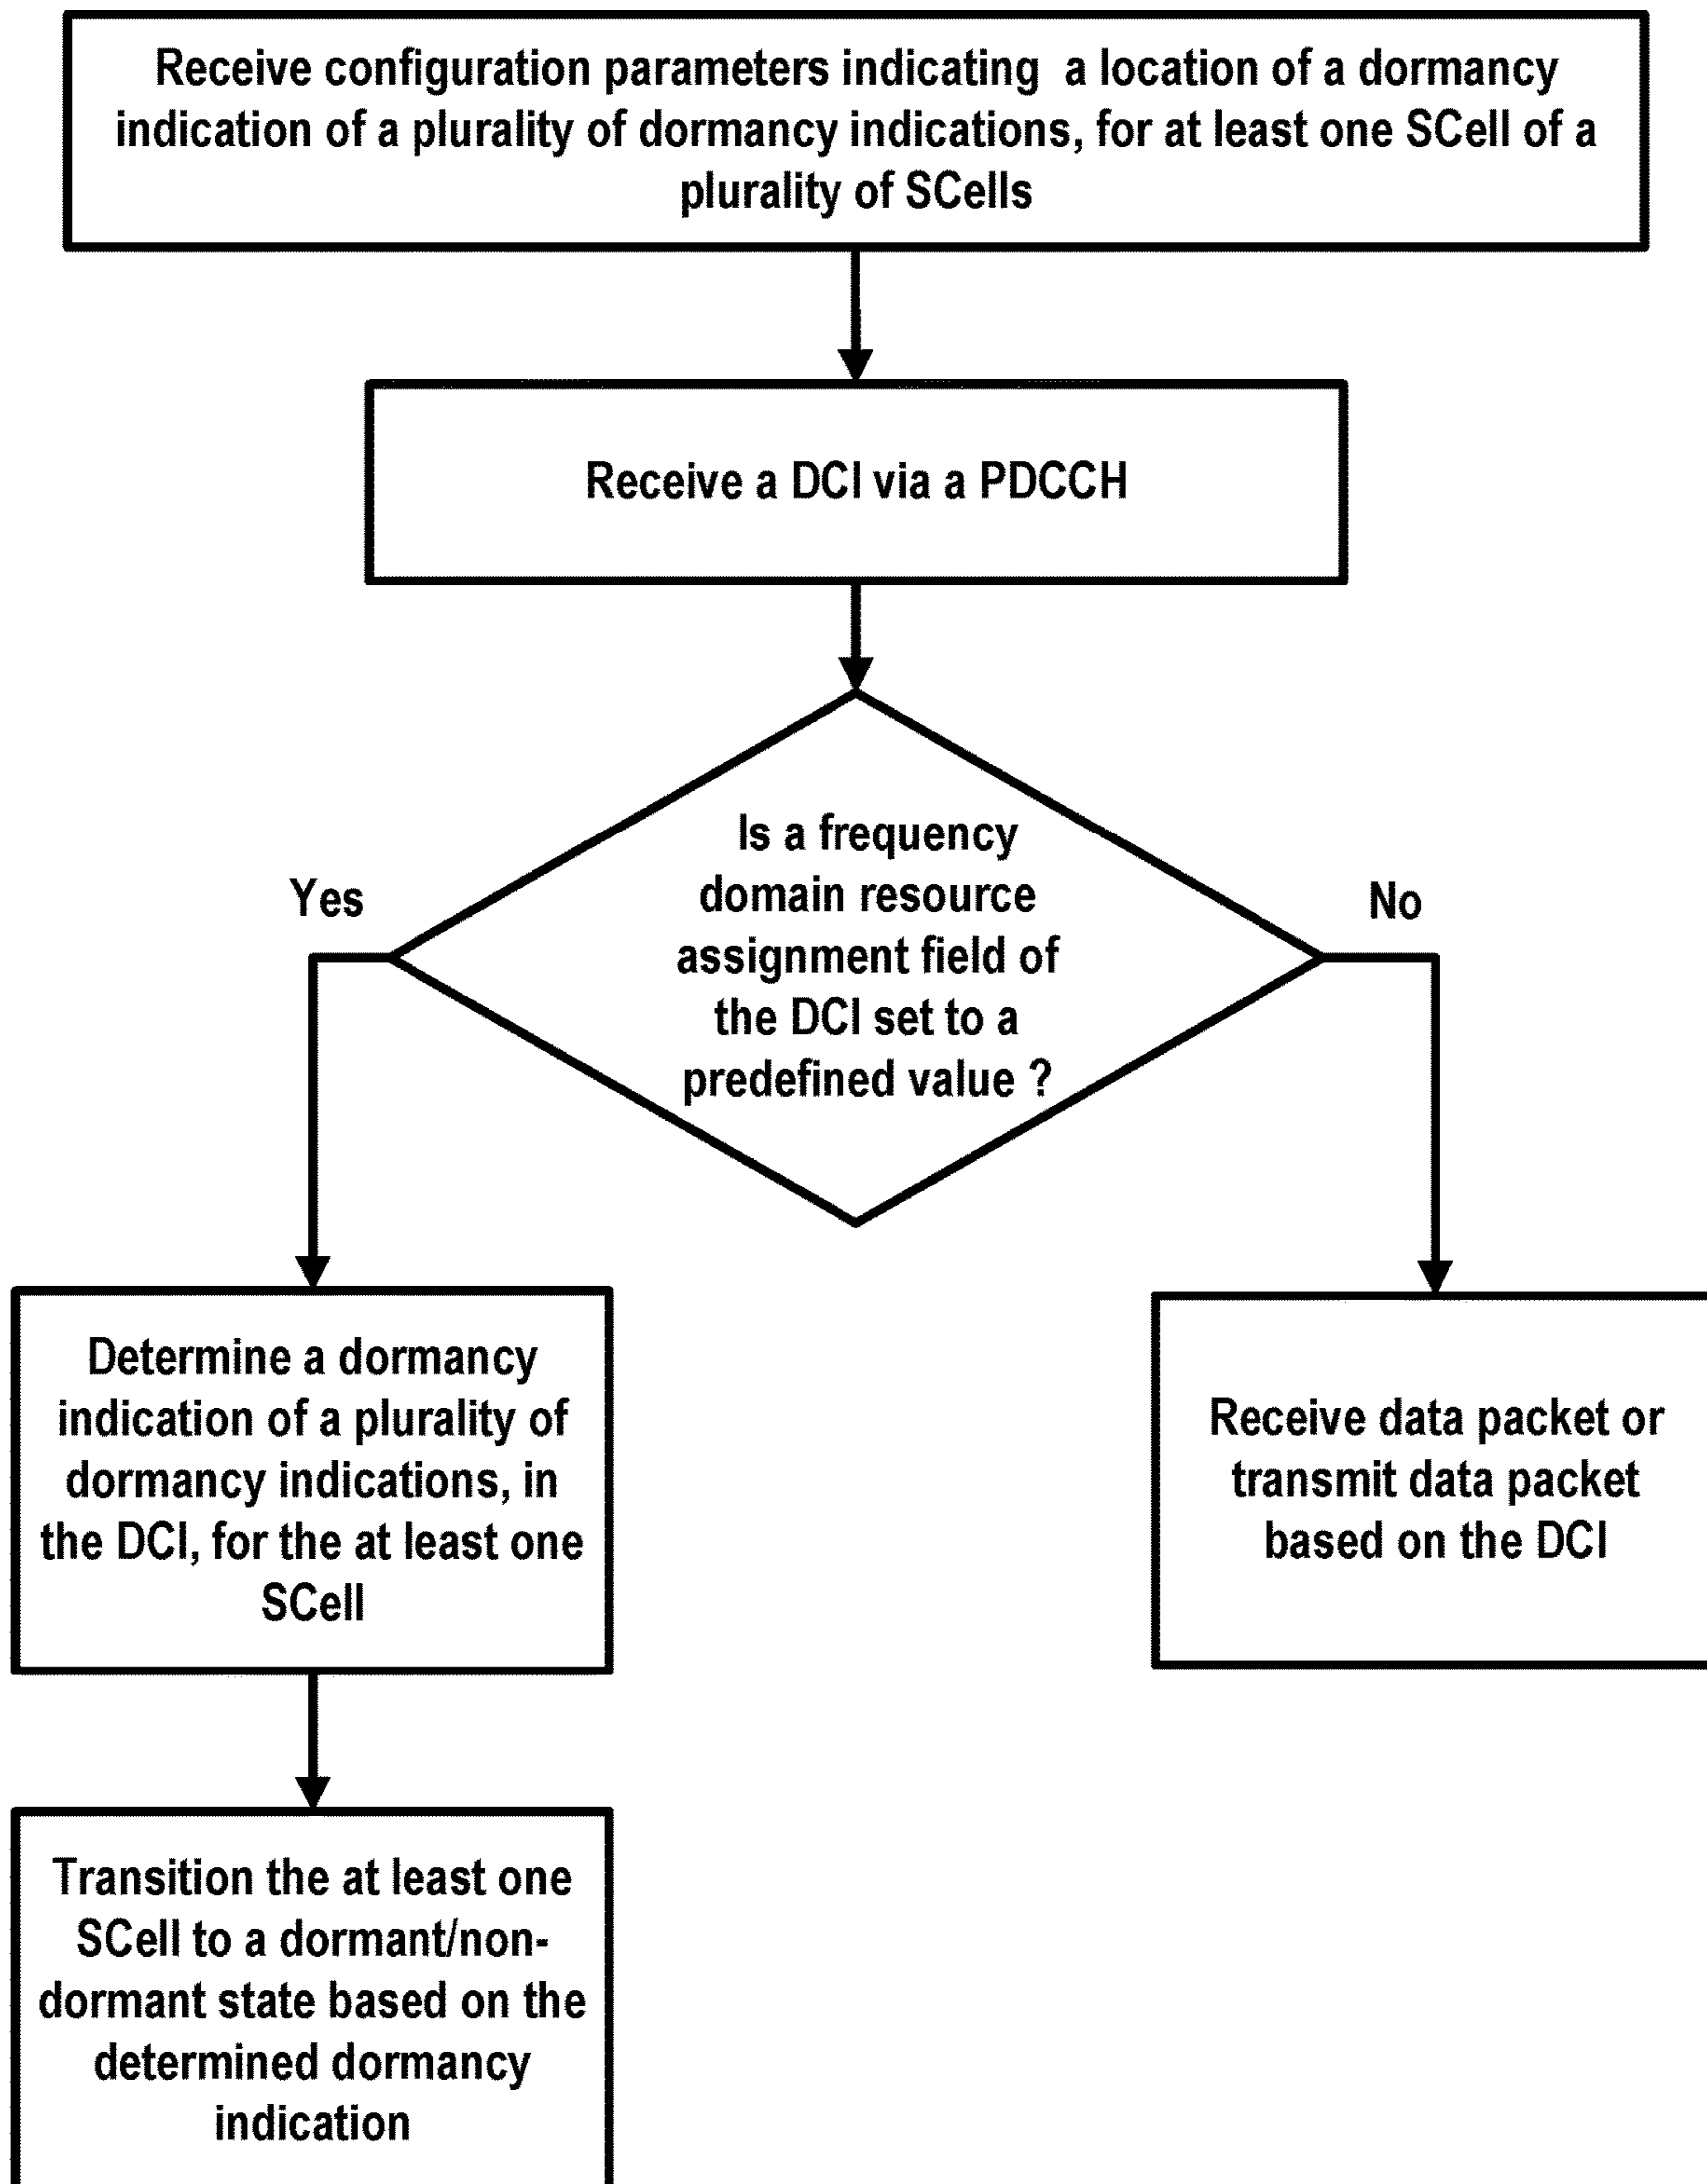 Receive configuration parameters indicating a location of a dormancy
indication of a plurality of dormancy indications, for at least one SCell of a
plurality of SCells
Receive a DCI via a PDCCH
Is a frequency
domain resource
assignment field of
the DCI set to a
predefined value ?
Yes
No
Determine a dormancy
indication of a plurality of
dormancy indications, in
the DCI, for the at least one
SCell
Receive data packet or
transmit data packet
based on the DCI
Transition the at least one
SCell to a dormant/non-
dormant state based on the
determined dormancy
indication